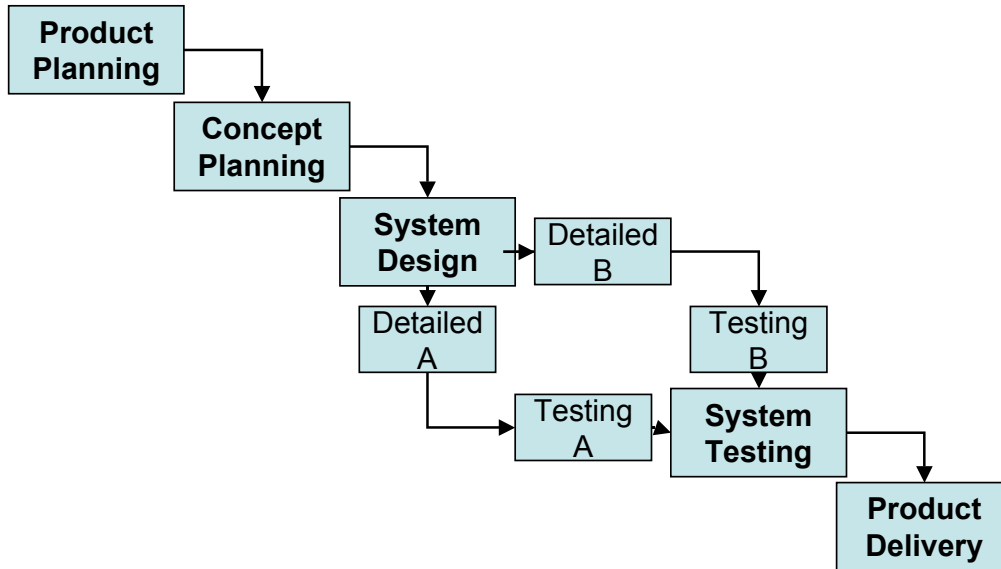 Product
Planning
Concept
Planning
System
Design
Detailed
B
Detailed
A
Testing
B
Testing
A
System
Testing
Product
Delivery